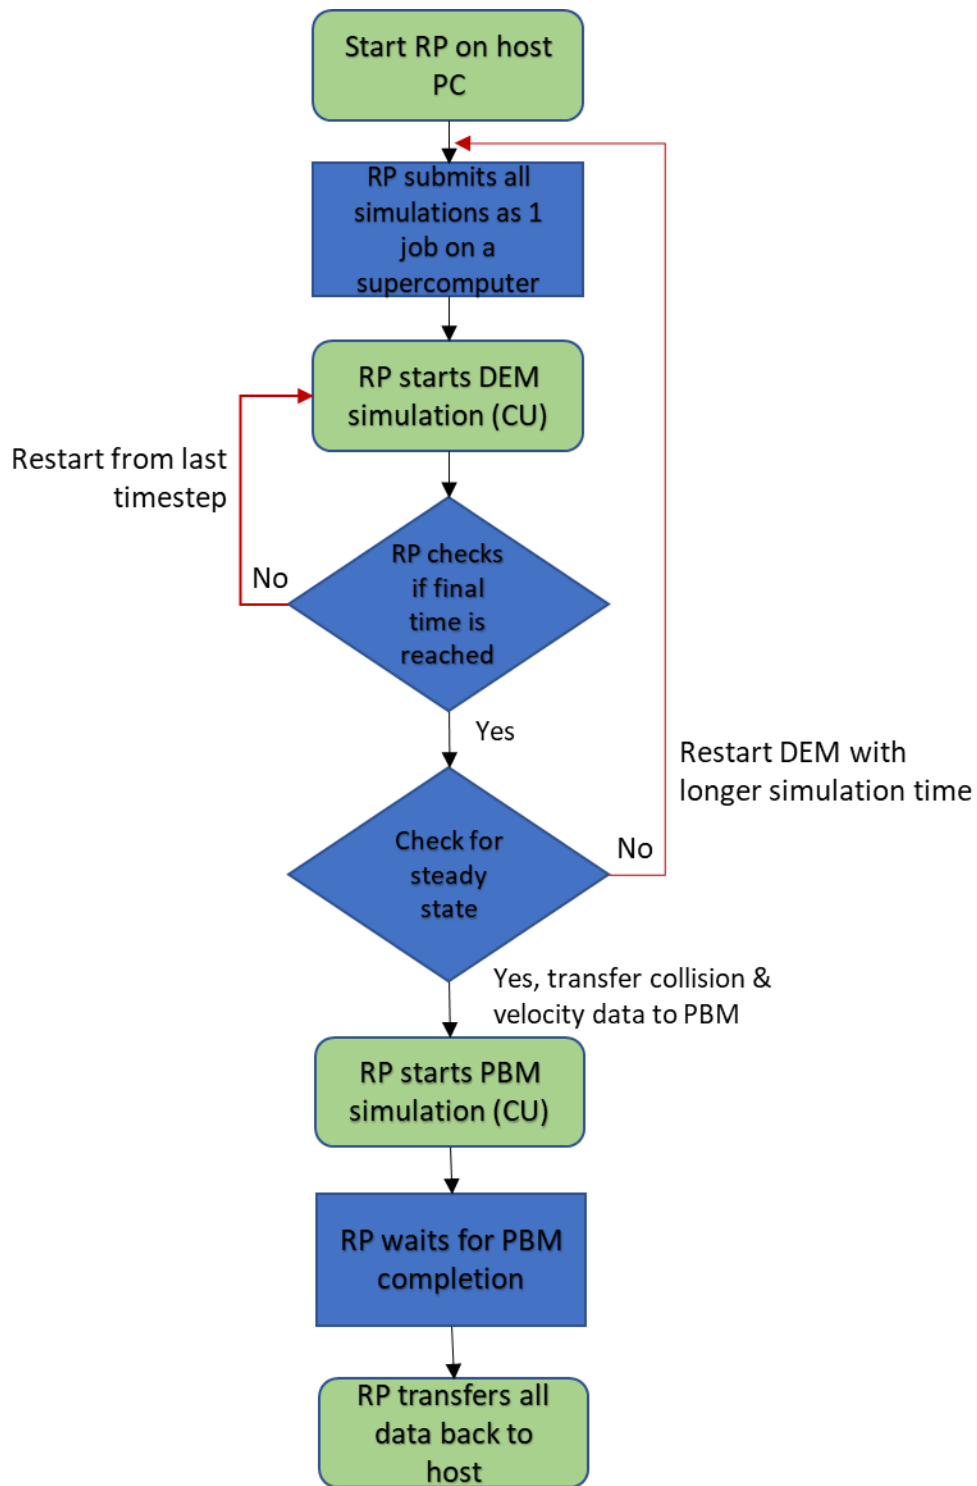 Start RP on host
PC
RP submits all
simulations as 1
job on a
supercomputer
RP starts DEM
simulation (CU)
Restart from last
timestep
No
RP checks
if final
time is
reached
Yes
Restart DEM with
longer simulation time
Check for
steady
state
No
Yes, transfer collision &
velocity data to PBM
RP starts PBM
simulation (CU)
RP waits for PBM
completion
RP transfers all
data back to
host